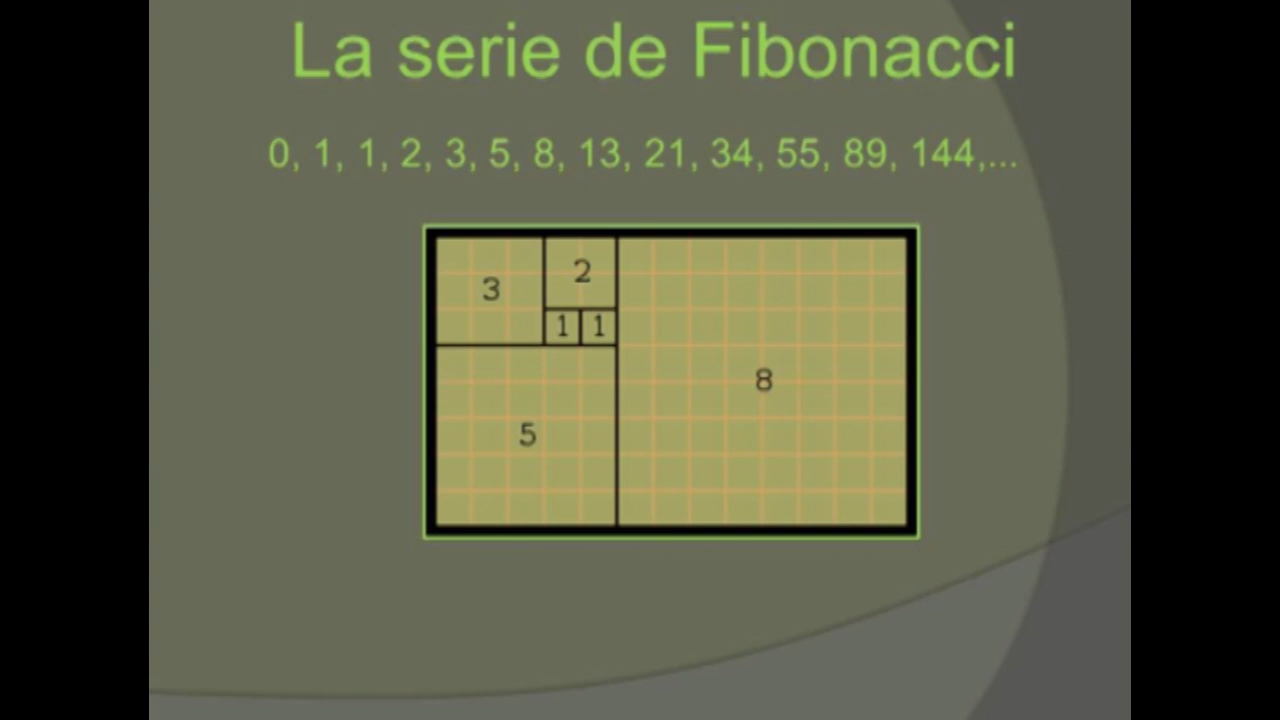 La serie de Fibonacci
0, 1, 1, 2, 3, 5, 8, 13, 21, 34, 55, 89, 144,...
3
2
1 1
8
5